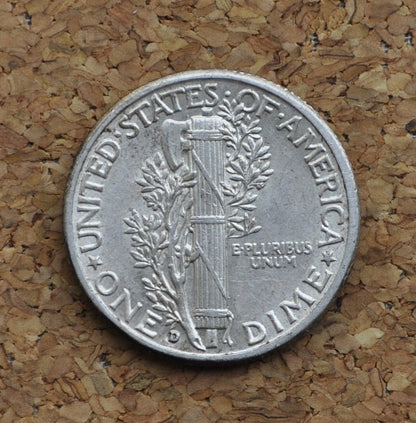 UNITED·STATES·OF·AMERICA
E·PLURIBUS
UNUM
ONE DIME
D